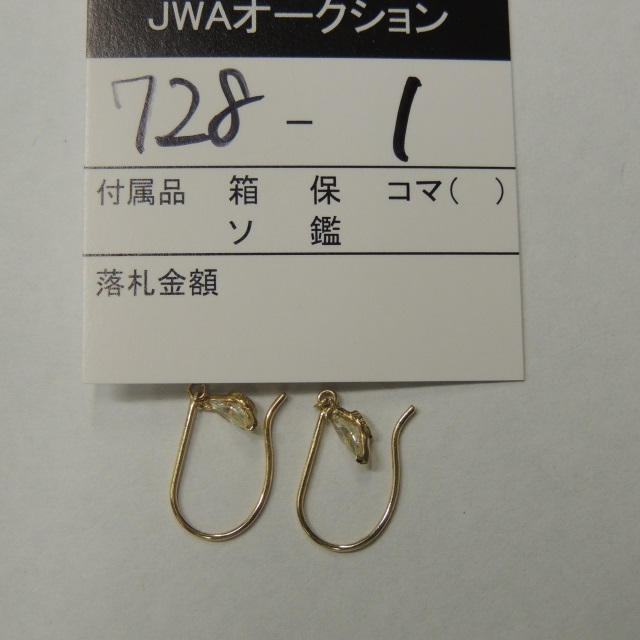 JWAオークション
728 - 1
付属品 箱 保 コマ( )
ソ 鑑
落札金額